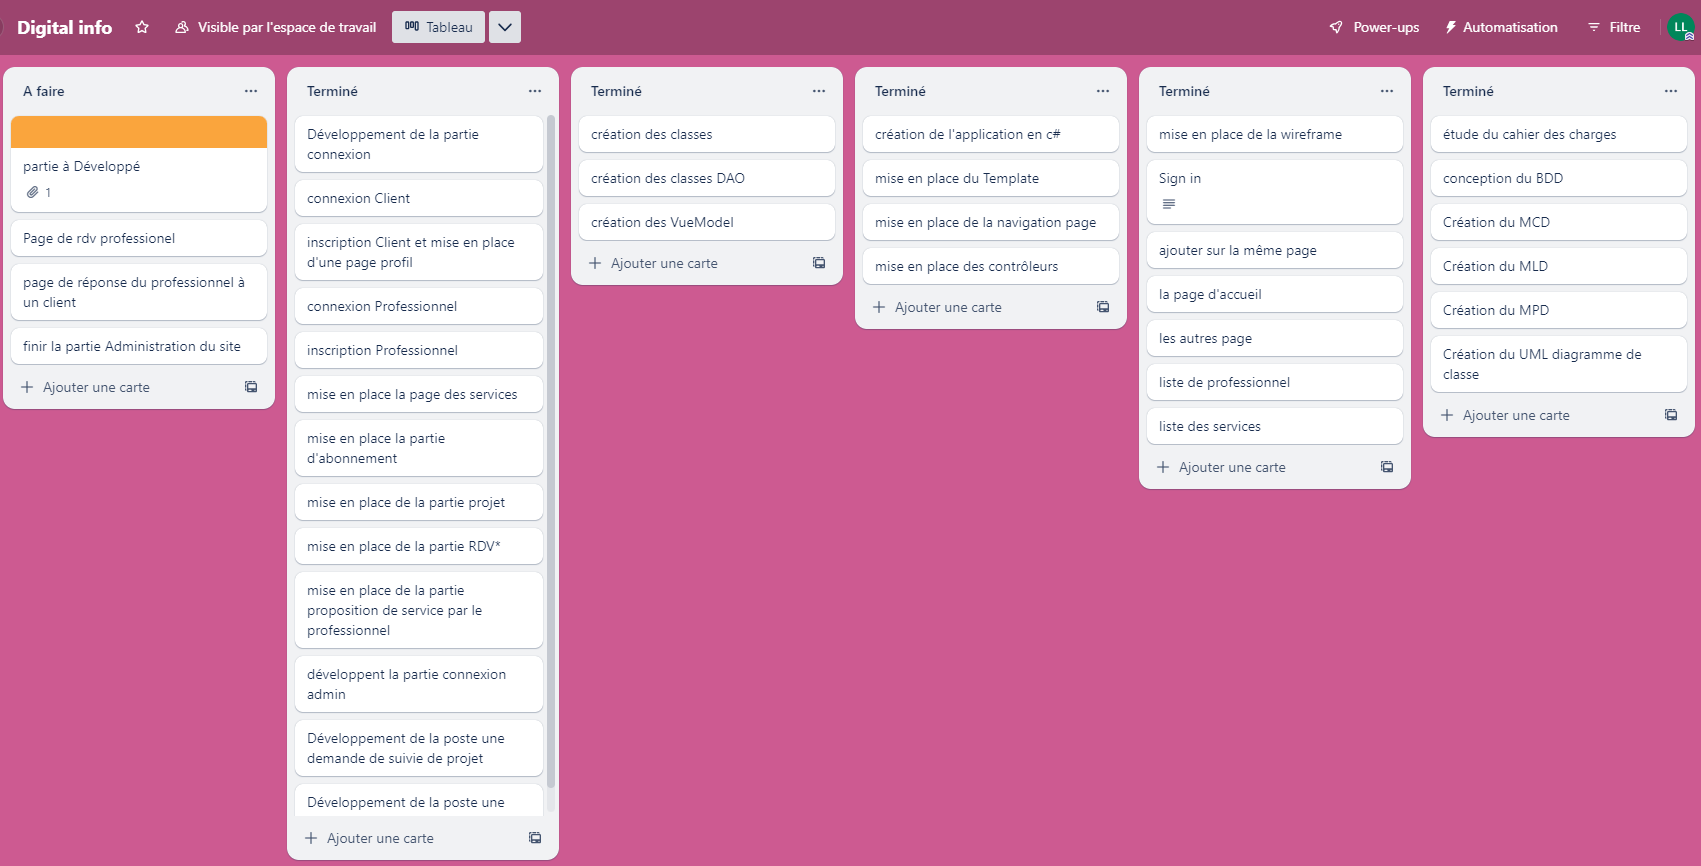 Digital info
Visible par l'espace de travail
Tableau
Power-ups
Automatisation
Filtre
LL
A faire
partie à Développé
1
Page de rdv professionel
page de réponse du professionnel à
un client
finir la partie Administration du site
Ajouter une carte
Terminé
Développement de la partie
connexion
connexion Client
inscription Client et mise en place
d'une page profil
connexion Professionnel
inscription Professionnel
mise en place la page des services
mise en place la partie
d'abonnement
mise en place de la partie projet
mise en place de la partie RDV*
mise en place de la partie
proposition de service par le
professionnel
développent la partie connexion
admin
Développement de la poste une
demande de suivie de projet
Développement de la poste une
Ajouter une carte
Terminé
création des classes
création des classes DAO
création des VueModel
Ajouter une carte
Terminé
création de l'application en c#
mise en place du Template
mise en place de la navigation page
mise en place des contrôleurs
Ajouter une carte
Terminé
mise en place de la wireframe
Sign in
ajouter sur la même page
la page d'accueil
les autres page
liste de professionnel
liste des services
Ajouter une carte
Terminé
étude du cahier des charges
conception du BDD
Création du MCD
Création du MLD
Création du MPD
Création du UML diagramme de
classe
Ajouter une carte